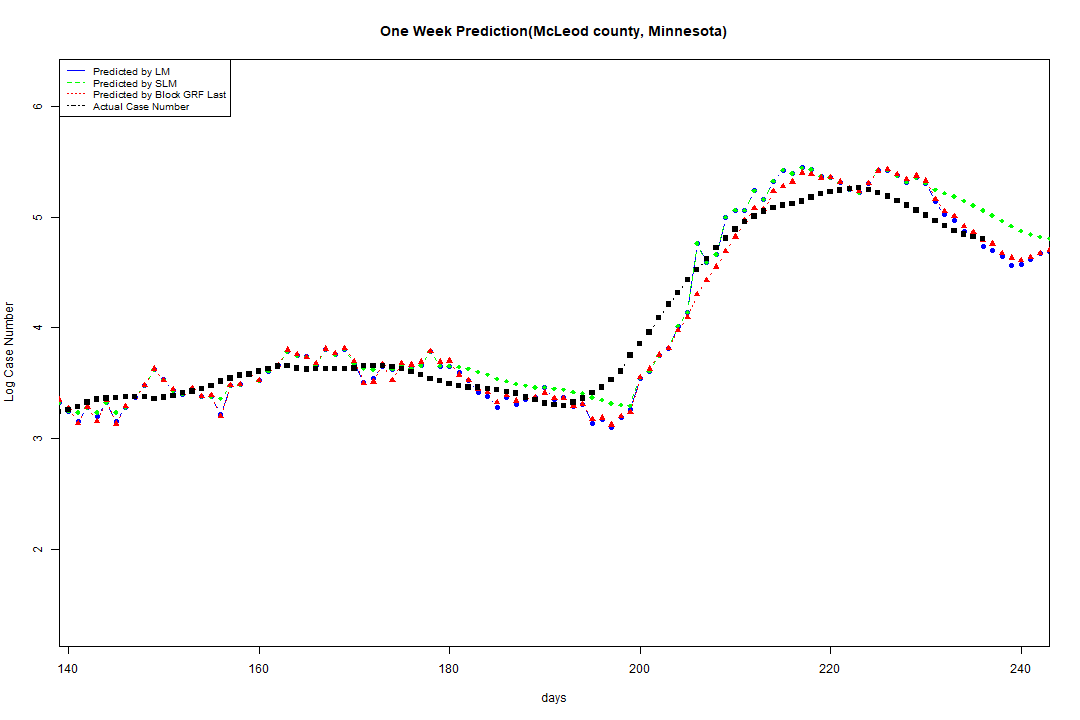 One Week Prediction(McLeod county, Minnesota)
Predicted by LM
Predicted by SLM
Predicted by Block GRF Last
Actual Case Number
Log Case Number
6
5
4
3
2
140 160 180 200 220 240
days